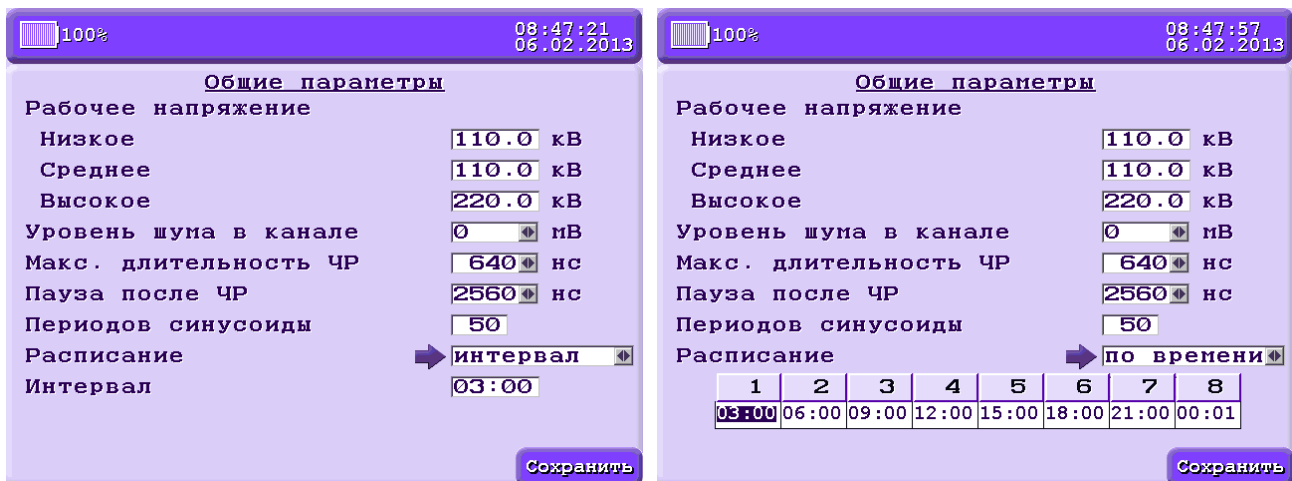 100% 08:47:21
06.02.2013
Общие параметры
Рабочее напряжение
Низкое 110.0 кВ
Среднее 110.0 кВ
Высокое 220.0 кВ
Уровень шума в канале 0 мВ
Макс. длительность ЧР 640 нс
Пауза после ЧР 2560 нс
Периодов синусоиды 50
Расписание интервал
Интервал 03:00
Сохранить
100% 08:47:57
06.02.2013
Общие параметры
Рабочее напряжение
Низкое 110.0 кВ
Среднее 110.0 кВ
Высокое 220.0 кВ
Уровень шума в канале 0 мВ
Макс. длительность ЧР 640 нс
Пауза после ЧР 2560 нс
Периодов синусоиды 50
Расписание по времени
1 2 3 4 5 6 7 8
03:00 06:00 09:00 12:00 15:00 18:00 21:00 00:01
Сохранить